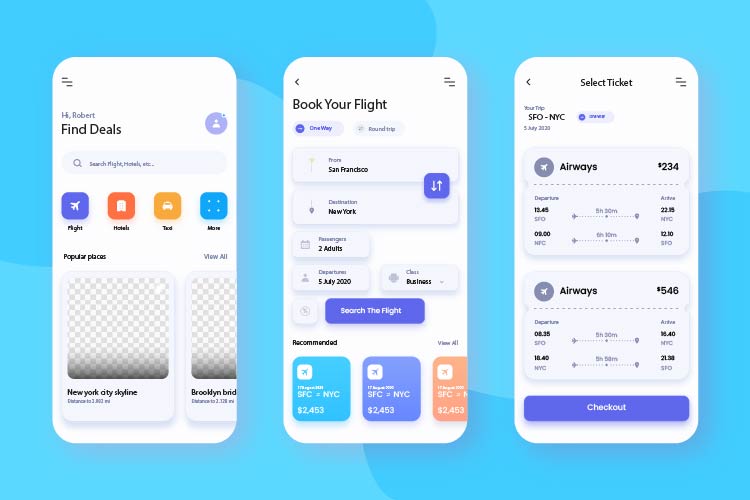 Hi, Robert
Find Deals
Search Flight, Hotels, etc...
Flight
Hotels
Taxi
More
Popular places
View All
New york city skyline
Distance to 2.092 mi
Brooklyn brid
Distance to 2.128 mi
Book Your Flight
One Way
Round trip
From
San Francisco
Destination
New York
Passengers
2 Adults
Departures
5 July 2020
Class
Business
Search The Flight
Recommended
View All
17 August 2020
SFC NYC
$2,453
17 August 2020
SFC NYC
$2,453
17 August 2020
SFC N
$2,453
Select Ticket
Your Trip
SFO - NYC
ONE WAY
5 July 2020
Airways
$234
Departure
Arrive
13.45
5h 30m
22.15
SFO
NYC
09.00
6h 10m
12.10
NFC
SFO
Airways
$546
Departure
Arrive
08.35
5h 30m
16.40
SFO
NYC
18.40
5h 58m
21.38
NYC
SFO
Checkout